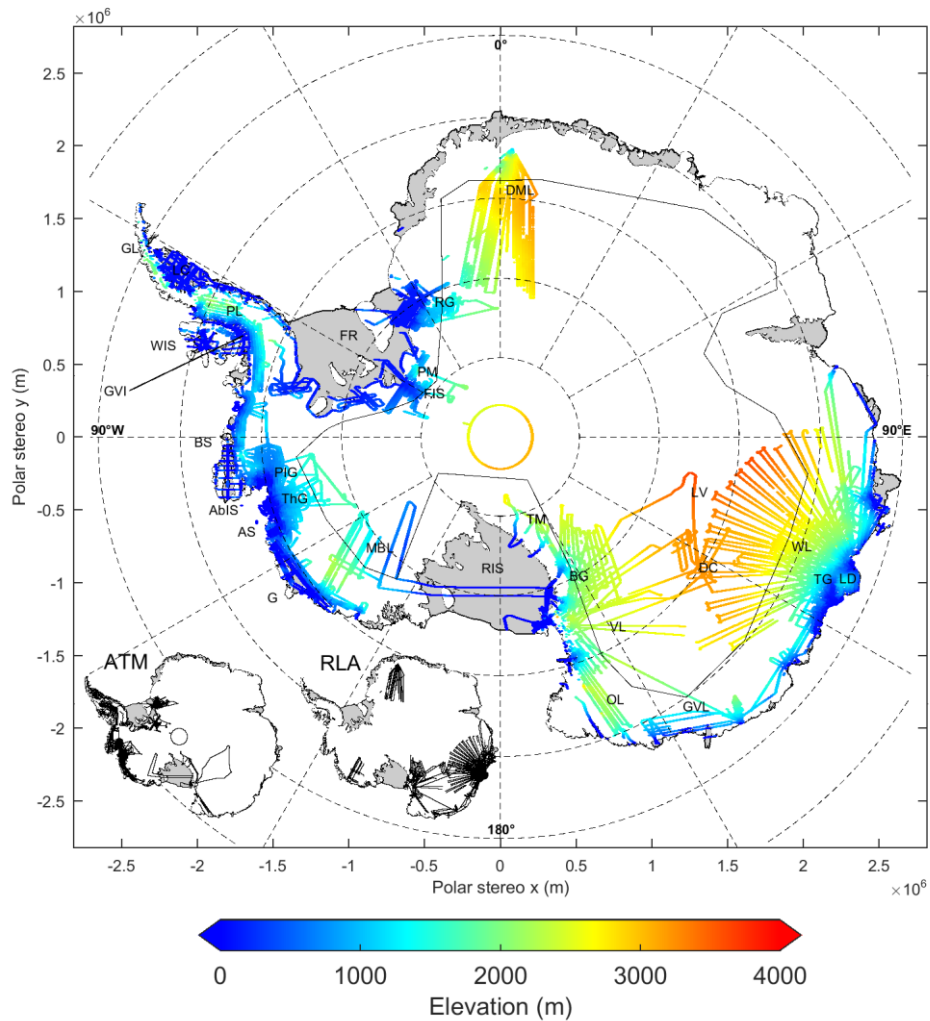 ×10⁶
0°
2.5
2
DML
1.5
GL
1
RG
PL
FR
WIS
0.5
PM
FIS
GVI
Polar stereo y (m)
90°W
0
90°E
BS
PIG
ThG
LV
AbIS
-0.5
AS
TM
WL
MBL
RIS
DC
BG
TG
LD
-1
G
VL
-1.5
ATM
RLA
OL
GVL
-2
-2.5
180°
-2.5
-2
-1.5
-1
-0.5
0
0.5
1
1.5
2
2.5
Polar stereo x (m)
×10⁶
0
1000
2000
3000
4000
Elevation (m)